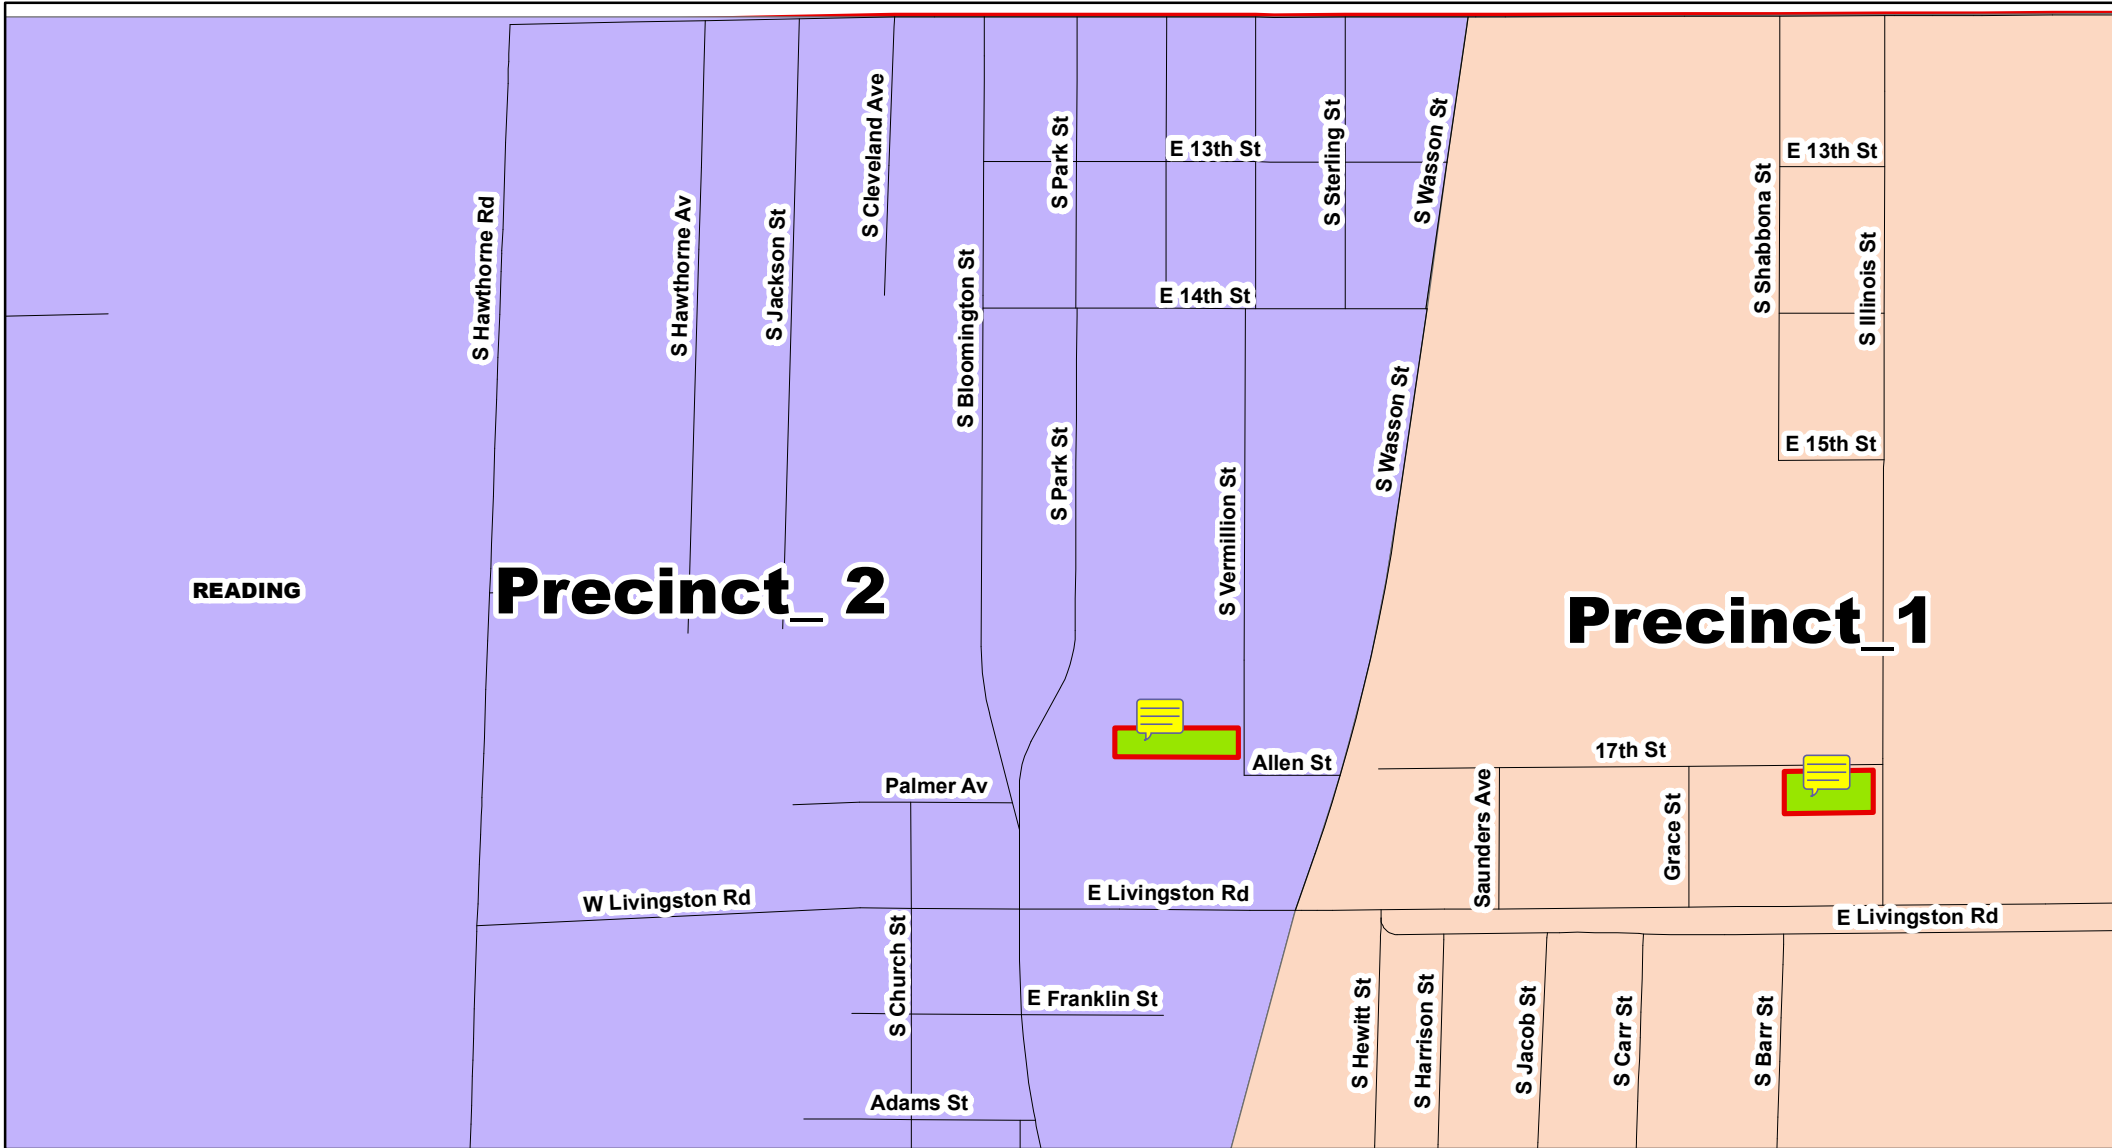 S Cleveland Ave
S Park St
E 13th St
S Sterling St
S Wasson St
E 13th St
S Hawthorne Rd
S Hawthorne Av
S Jackson St
S Bloomington St
E 14th St
S Shabbona St
S Illinois St
S Park St
S Vermillion St
S Wasson St
E 15th St
READING
Precinct_ 2
Precinct_1
Allen St
17th St
Palmer Av
Saunders Ave
Grace St
W Livingston Rd
E Livingston Rd
E Livingston Rd
S Church St
E Franklin St
S Hewitt St
S Harrison St
S Jacob St
S Carr St
S Barr St
Adams St